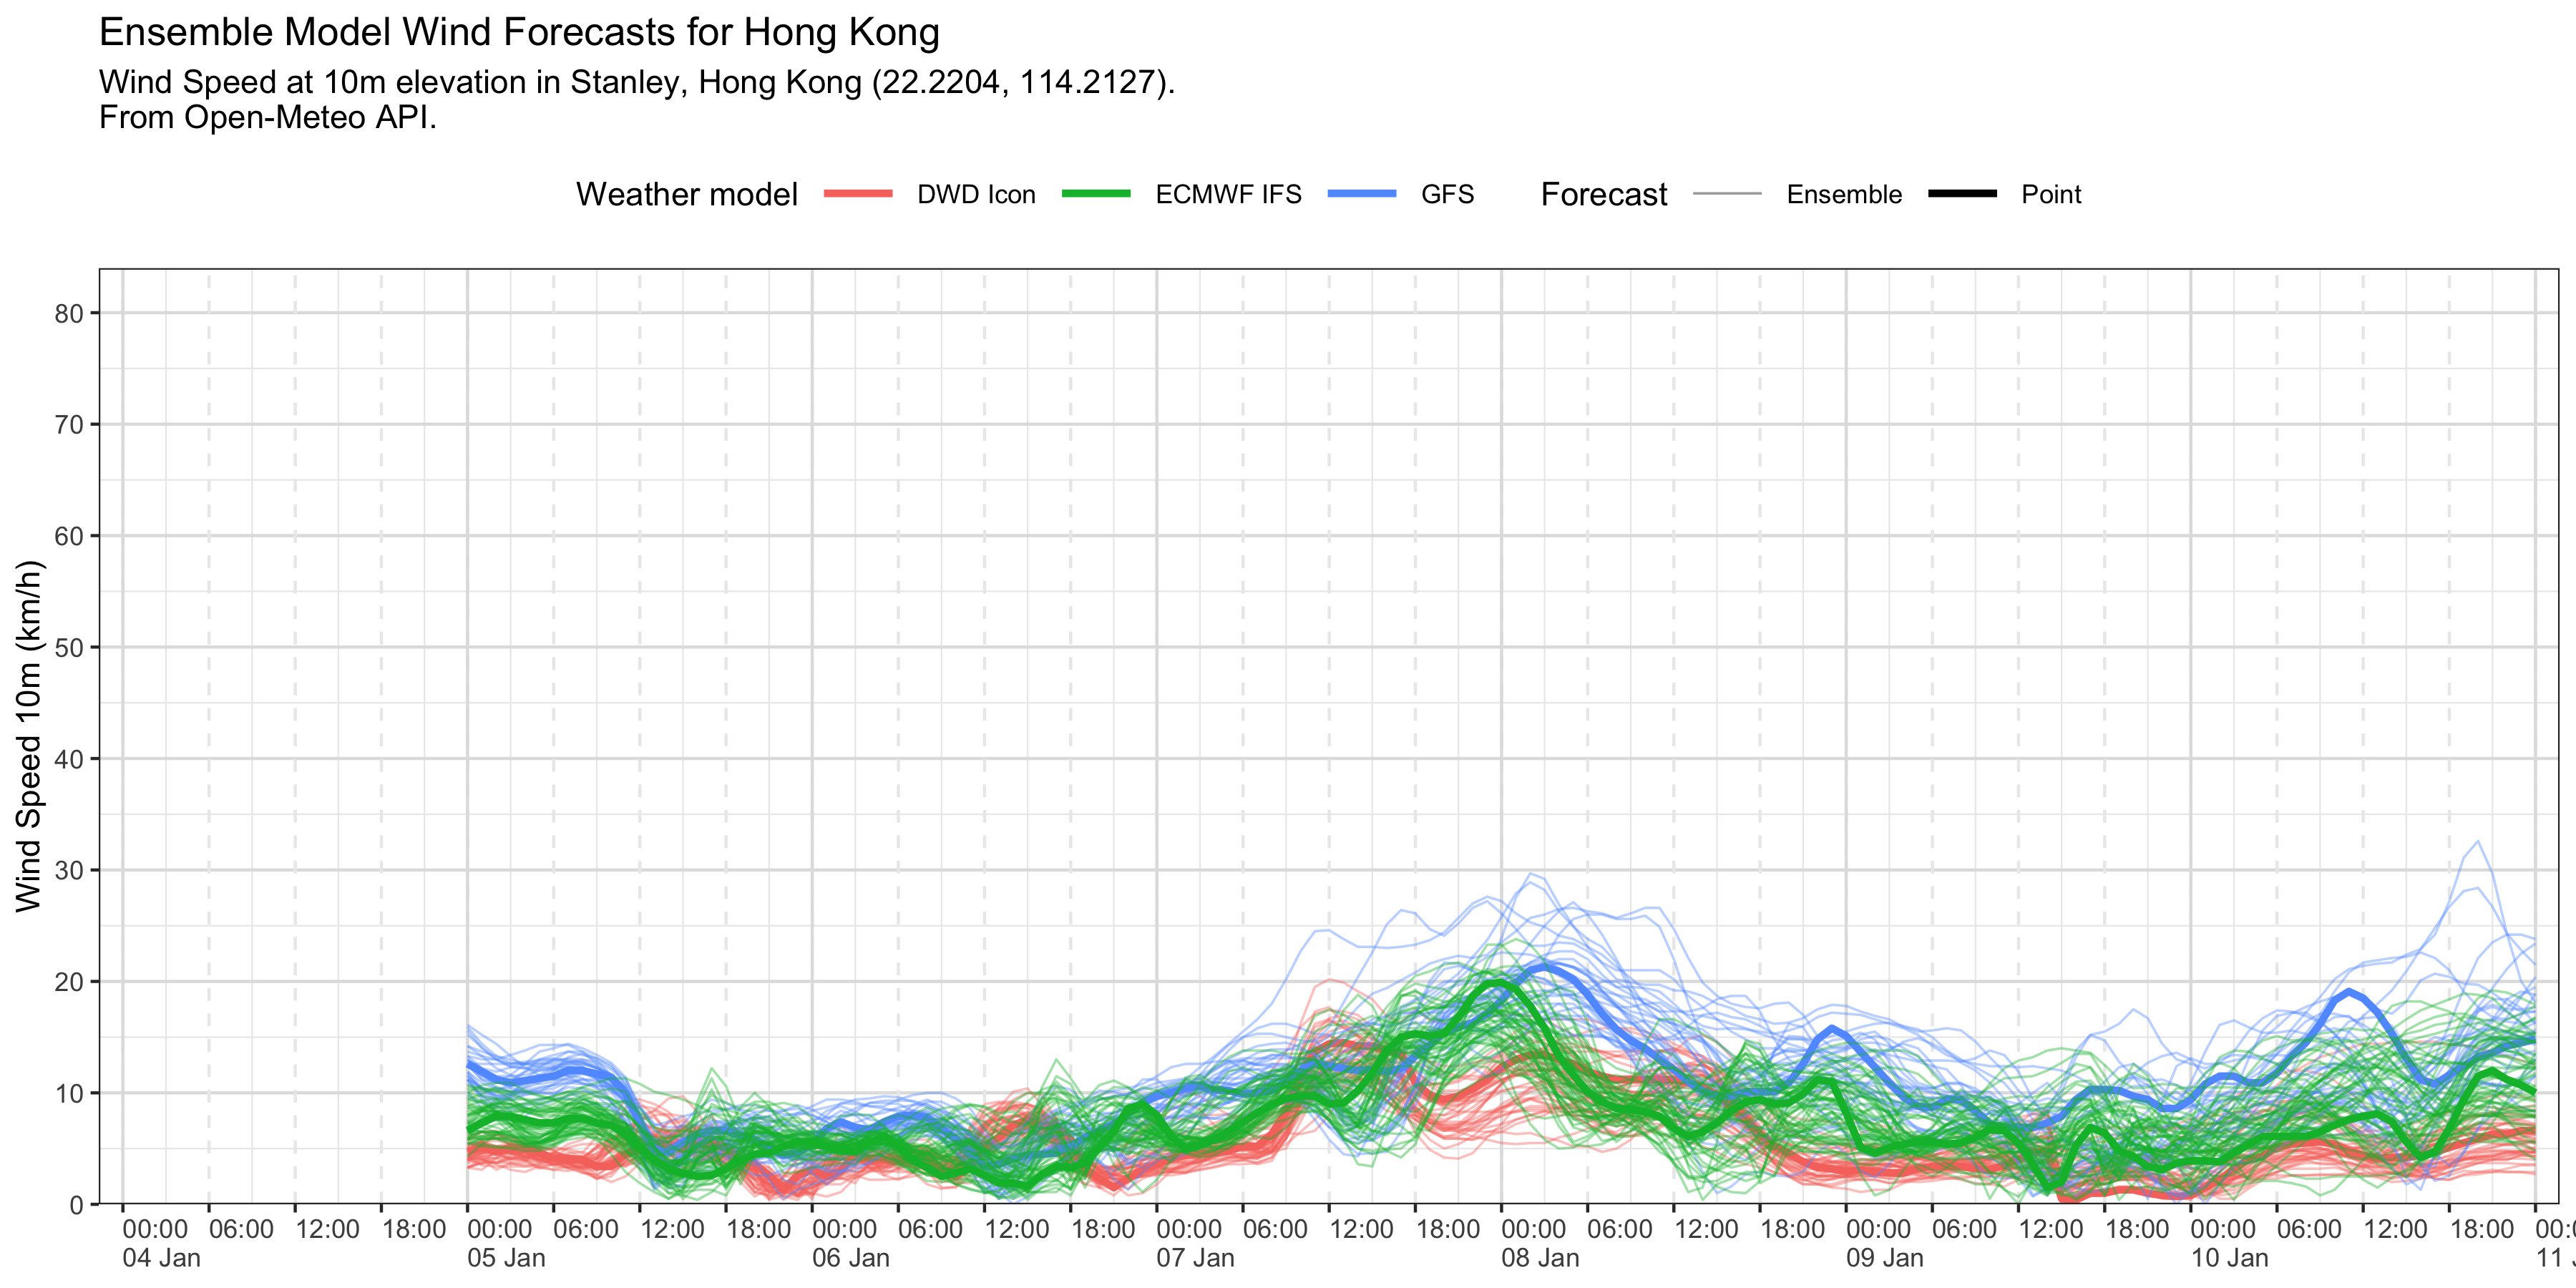 Ensemble Model Wind Forecasts for Hong Kong
Wind Speed at 10m elevation in Stanley, Hong Kong (22.2204, 114.2127).
From Open-Meteo API.
Weather model DWD Icon ECMWF IFS GFS Forecast Ensemble Point
Wind Speed 10m (km/h)
80
70
60
50
40
30
20
10
0
00:00 06:00 12:00 18:00 00:00 06:00 12:00 18:00 00:00 06:00 12:00 18:00 00:00 06:00 12:00 18:00 00:00 06:00 12:00 18:00 00:00 06:00 12:00 18:00 00:00 06:00 12:00 18:00 00:0
04 Jan 05 Jan 06 Jan 07 Jan 08 Jan 09 Jan 10 Jan 11 J